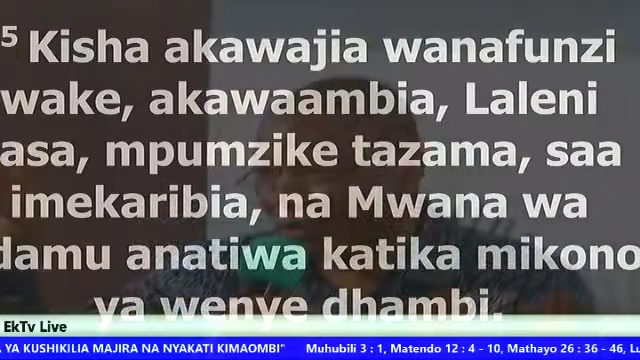 5 Kisha akawajia wanafunzi
wake, akawaambia, Laleni
asa, mpumzike tazama, saa
imekaribia, na Mwana wa
damu anatiwa katika mikono
ya wenye dhambi.
EkTv Live
YA KUSHIKILIA MAJIRA NA NYAKATI KIMAOMBI" Muhubili 3 : 1, Matendo 12 : 4 - 10, Mathayo 26 : 36 - 46, Lu